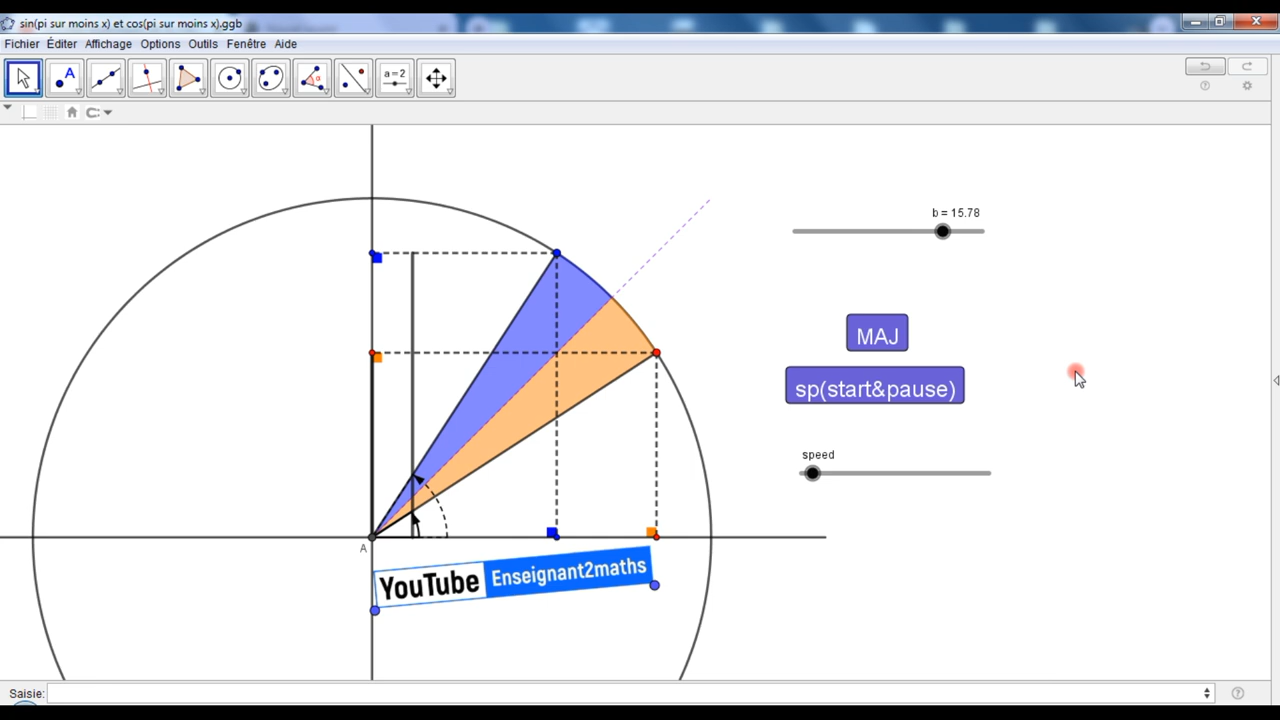 sin(pi sur moins x) et cos(pi sur moins x).ggb
Fichier Éditer Affichage Options Outils Fenêtre Aide
A
a=2
b = 15.78
MAJ
sp(start&pause)
speed
A
YouTube Enseignant2maths
Saisie: